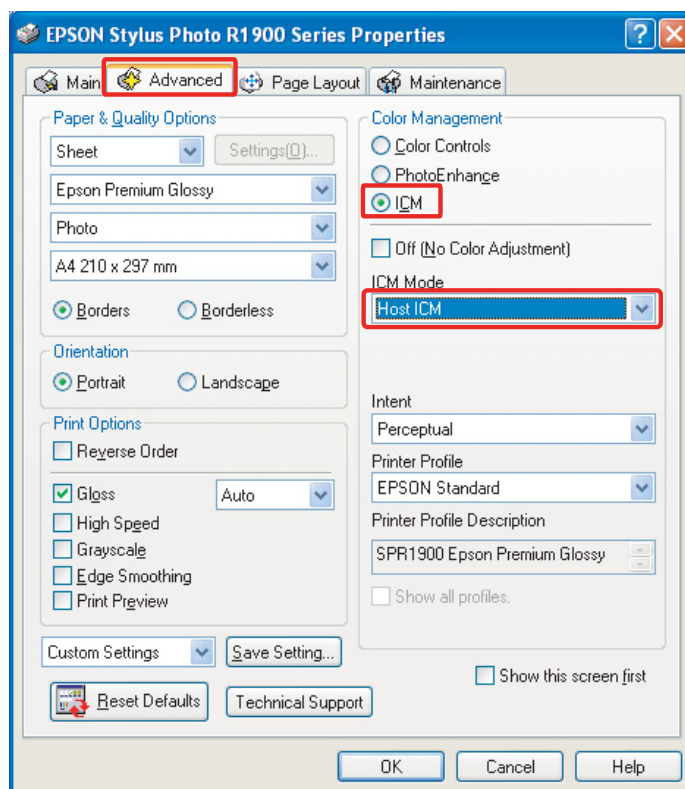 EPSON Stylus Photo R1900 Series Properties
Main Advanced Page Layout Maintenance
Paper & Quality Options
Sheet Settings(O)...
Epson Premium Glossy
Photo
A4 210 x 297 mm
Borders Borderless
Orientation
Portrait Landscape
Print Options
Reverse Order
Gloss Auto
High Speed
Grayscale
Edge Smoothing
Print Preview
Custom Settings Save Setting...
Reset Defaults Technical Support
Color Management
Color Controls
PhotoEnhance
ICM
Off (No Color Adjustment)
ICM Mode
Host ICM
Intent
Perceptual
Printer Profile
EPSON Standard
Printer Profile Description
SPR1900 Epson Premium Glossy
Show all profiles.
Show this screen first
OK Cancel Help